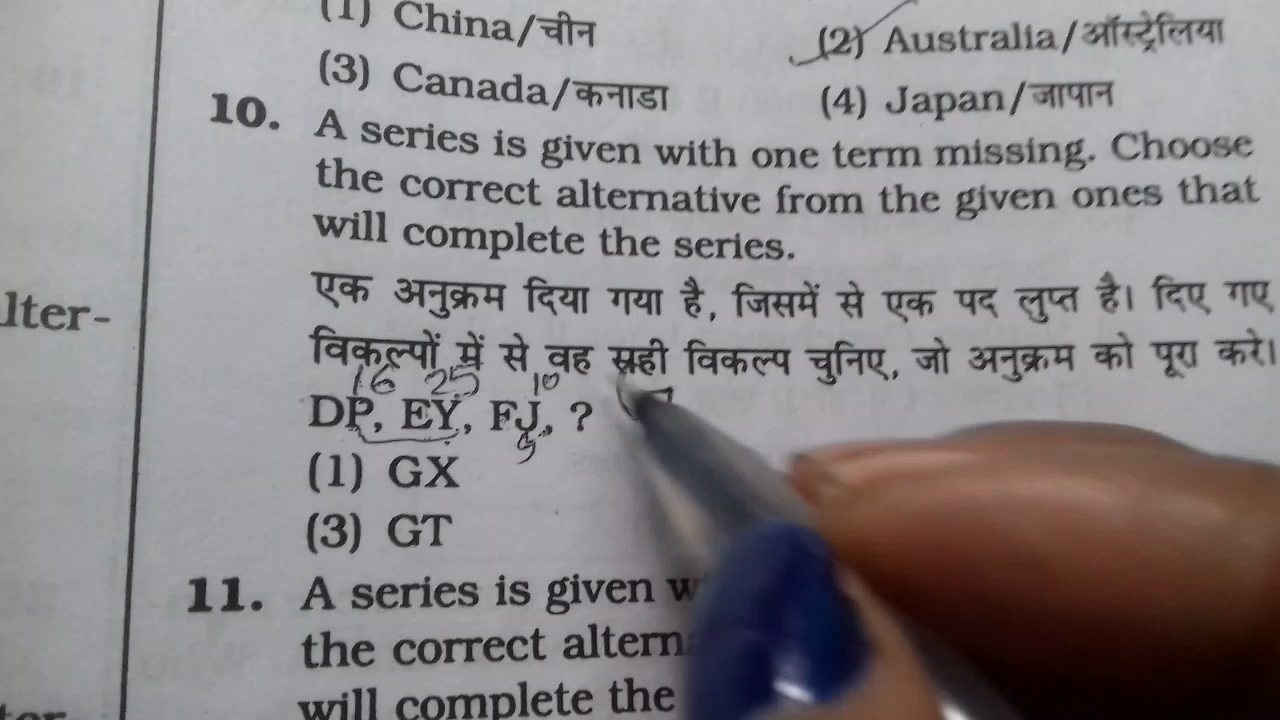 (1) China/चीन (2) Australia/ऑस्ट्रेलिया
(3) Canada/कनाडा (4) Japan/जापान
10. A series is given with one term missing. Choose
the correct alternative from the given ones that
will complete the series.
एक अनुक्रम दिया गया है, जिसमें से एक पद लुप्त है। दिए गए
lter-
विकल्पों में से वह सही विकल्प चुनिए, जो अनुक्रम को पूरा करे।
16 25 10
DP, EY, FJ, ?
(1) GX
(3) GT
11. A series is given
the correct
will complete the